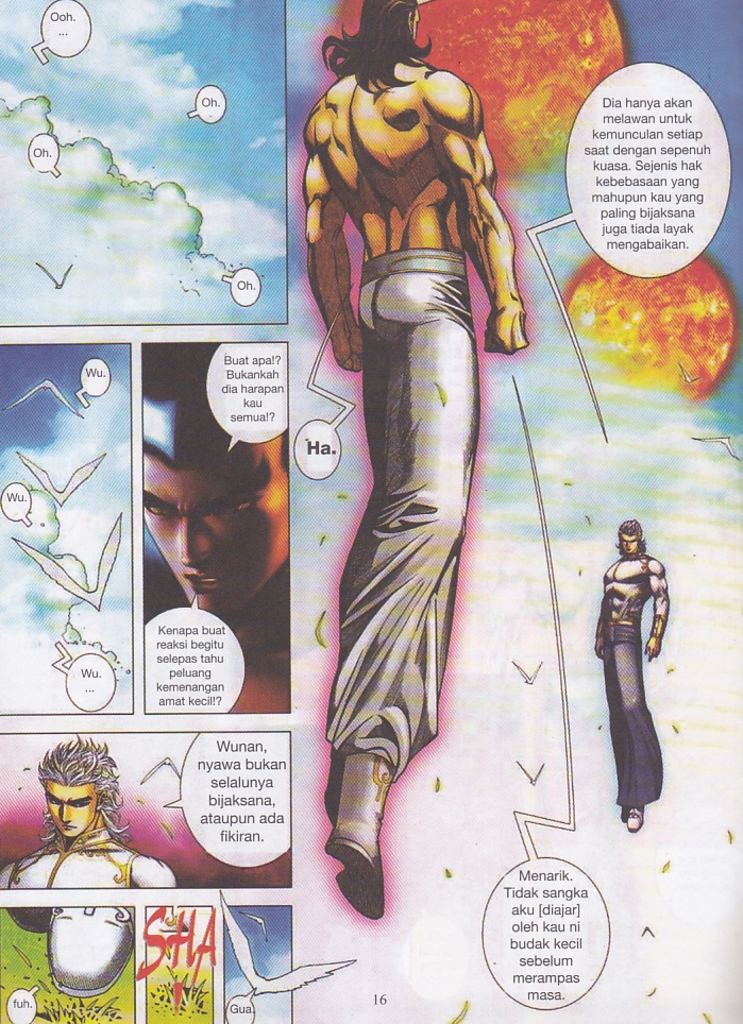 Ooh.
...
Oh.
Oh.
Oh.
Wu.
Wu.
Wu.
...
Buat apa!?
Bukankah
dia harapan
kau
semua!?
Kenapa buat
reaksi begitu
selepas tahu
peluang
kemenangan
amat kecil!?
Wunan,
nyawa bukan
selalunya
bijaksana,
ataupun ada
fikiran.
fuh.
SHA
!
Gua.
Dia hanya akan
melawan untuk
kemunculan setiap
saat dengan sepenuh
kuasa. Sejenis hak
kebebasaan yang
mahupun kau yang
paling bijaksana
juga tiada layak
mengabaikan.
Ha.
Menarik.
Tidak sangka
aku [diajar]
oleh kau ni
budak kecil
sebelum
merampas
masa.
16